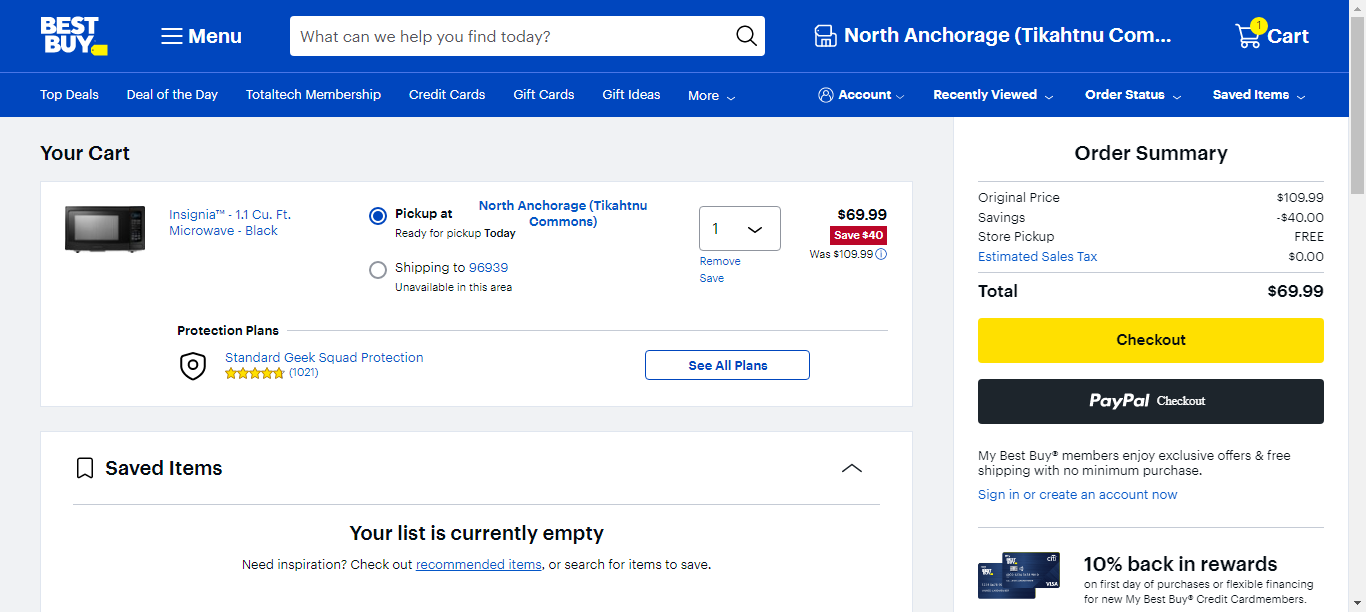 BEST BUY
Menu
What can we help you find today?
North Anchorage (Tikahtnu Com...
1
Cart
Top Deals
Deal of the Day
Totaltech Membership
Credit Cards
Gift Cards
Gift Ideas
More
Account
Recently Viewed
Order Status
Saved Items
Your Cart
Insignia™ - 1.1 Cu. Ft.
Microwave - Black
Pickup at
North Anchorage (Tikahtnu
Commons)
Ready for pickup Today
Shipping to 96939
Unavailable in this area
1
Remove
Save
$69.99
Save $40
Was $109.99
Protection Plans
Standard Geek Squad Protection
(1021)
See All Plans
Saved Items
Your list is currently empty
Need inspiration? Check out recommended items, or search for items to save.
Order Summary
Original Price $109.99
Savings -$40.00
Store Pickup FREE
Estimated Sales Tax $0.00
Total $69.99
Checkout
PayPal Checkout
My Best Buy® members enjoy exclusive offers & free
shipping with no minimum purchase.
Sign in or create an account now
citi
VISA
10% back in rewards
on first day of purchases or flexible financing
for new My Best Buy® Credit Cardmembers.